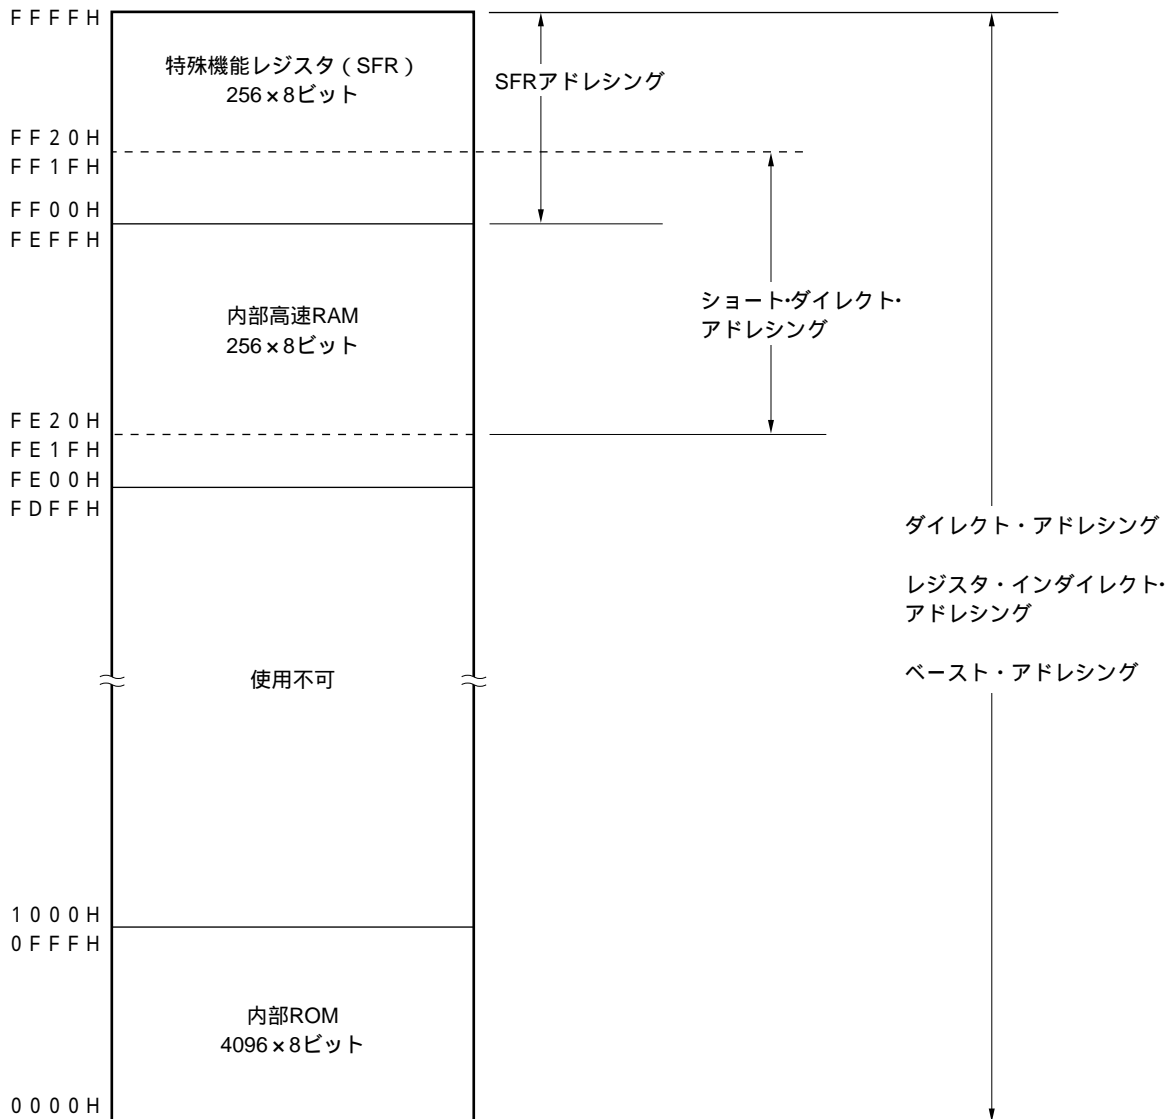 FFFFH
特殊機能レジスタ（SFR）
256×8ビット
SFRアドレシング
FF20H
FF1FH
FF00H
FEFFH
内部高速RAM
256×8ビット
ショート・ダイレクト・
アドレシング
FE20H
FE1FH
FE00H
FDFFH
ダイレクト・アドレシング
レジスタ・インダイレクト・
アドレシング
ベースト・アドレシング
使用不可
1000H
0FFFH
内部ROM
4096×8ビット
0000H